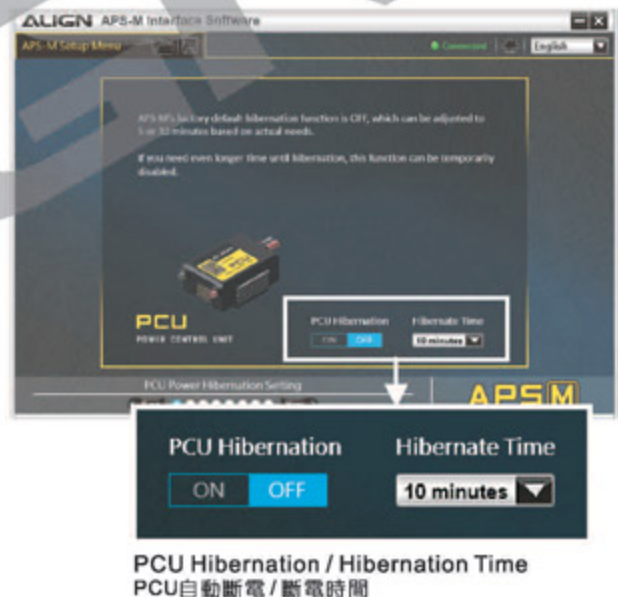 ALIGN APS-M Interface Software
APS-M Setup Menu
Connected
English
APS-M's factory default hibernation function is OFF, which can be adjusted to
5 or 10 minutes based on actual needs.
If you need even longer time until hibernation, this function can be temporarily
disabled.
PCU
POWER CONTROL UNIT
PCU Hibernation Hibernate Time
ON OFF 10 minutes
PCU Power Hibernation Setting
APSM
PCU Hibernation Hibernate Time
ON OFF 10 minutes
PCU Hibernation / Hibernation Time
PCU自動斷電 / 斷電時間